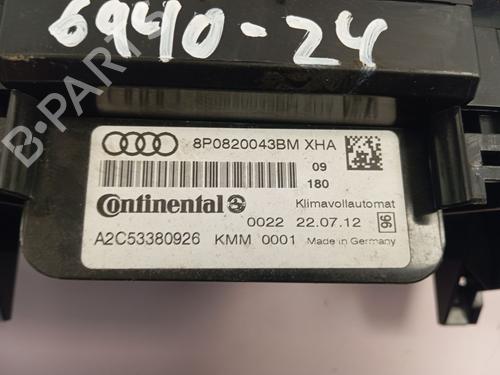 6940-24
8P0820043BM XHA
09
180
Continental
Klimavollautomat
0022 22.07.12
96
A2C53380926 KMM 0001 Made in Germany
B-PARTS